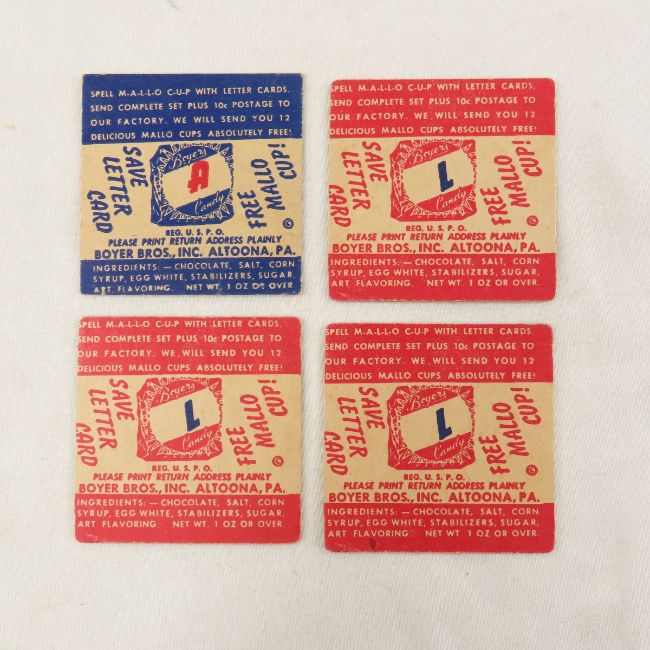 SPELL M-A-L-L-O C-U-P WITH LETTER CARDS.
SEND COMPLETE SET PLUS 10c POSTAGE TO
OUR FACTORY. WE WILL SEND YOU 12
DELICIOUS MALLO CUPS ABSOLUTELY FREE!
SAVE LETTER CARD
Boyers
A
Candy
FREE MALLO CUP!
REG. U.S.P.O. ©
PLEASE PRINT RETURN ADDRESS PLAINLY
BOYER BROS., INC. ALTOONA, PA.
INGREDIENTS:—CHOCOLATE, SALT, CORN
SYRUP, EGG WHITE, STABILIZERS, SUGAR,
ART FLAVORING. NET WT. 1 OZ OR OVER.
SPELL M-A-L-L-O C-U-P WITH LETTER CARDS.
SEND COMPLETE SET PLUS 10c POSTAGE TO
OUR FACTORY. WE WILL SEND YOU 12
DELICIOUS MALLO CUPS ABSOLUTELY FREE!
SAVE LETTER CARD
Boyers
L
Candy
FREE MALLO CUP!
REG. U.S.P.O. ©
PLEASE PRINT RETURN ADDRESS PLAINLY
BOYER BROS., INC. ALTOONA, PA.
INGREDIENTS:—CHOCOLATE, SALT, CORN
SYRUP, EGG WHITE, STABILIZERS, SUGAR,
ART FLAVORING. NET WT. 1 OZ OR OVER.
SPELL M-A-L-L-O C-U-P WITH LETTER CARDS.
SEND COMPLETE SET PLUS 10c POSTAGE TO
OUR FACTORY. WE WILL SEND YOU 12
DELICIOUS MALLO CUPS ABSOLUTELY FREE!
SAVE LETTER CARD
Boyers
L
Candy
FREE MALLO CUP!
REG. U.S.P.O. ©
PLEASE PRINT RETURN ADDRESS PLAINLY
BOYER BROS., INC. ALTOONA, PA.
INGREDIENTS:—CHOCOLATE, SALT, CORN
SYRUP, EGG WHITE, STABILIZERS, SUGAR,
ART FLAVORING. NET WT. 1 OZ OR OVER.
SPELL M-A-L-L-O C-U-P WITH LETTER CARDS.
SEND COMPLETE SET PLUS 10c POSTAGE TO
OUR FACTORY. WE WILL SEND YOU 12
DELICIOUS MALLO CUPS ABSOLUTELY FREE!
SAVE LETTER CARD
Boyers
L
Candy
FREE MALLO CUP!
REG. U.S.P.O. ©
PLEASE PRINT RETURN ADDRESS PLAINLY
BOYER BROS., INC. ALTOONA, PA.
INGREDIENTS:—CHOCOLATE, SALT, CORN
SYRUP, EGG WHITE, STABILIZERS, SUGAR,
ART FLAVORING. NET WT. 1 OZ OR OVER.